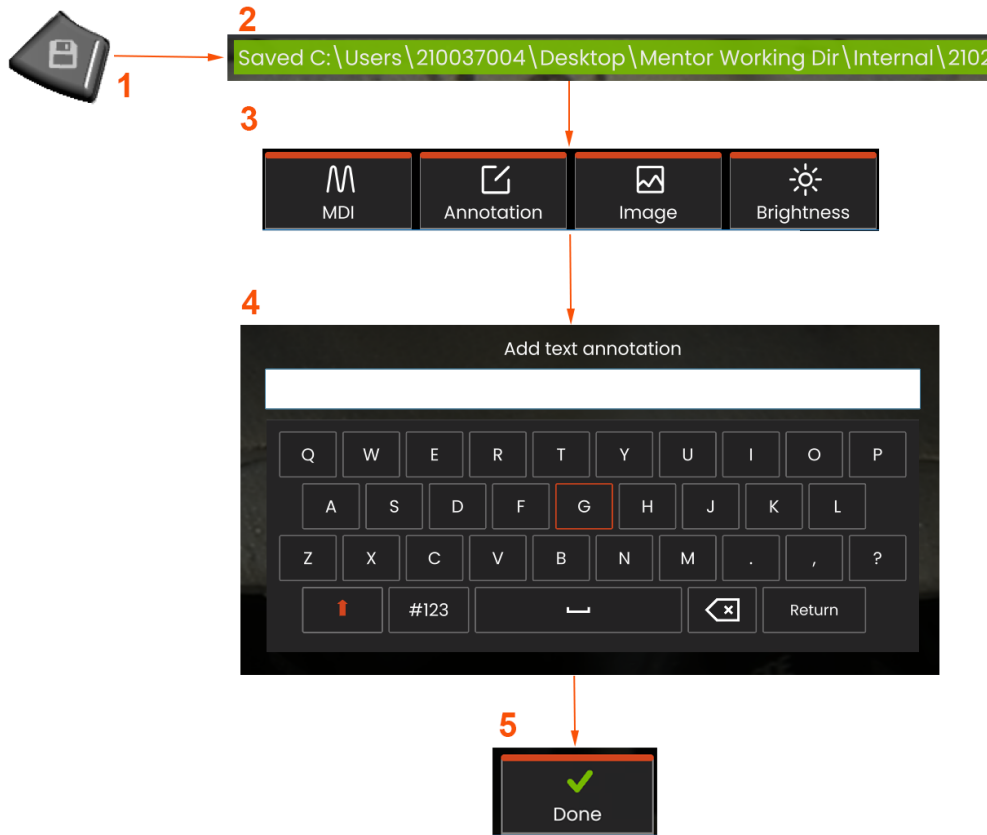 1
2
Saved C:\Users\210037004\Desktop\Mentor Working Dir\Internal\2102
3
MDI Annotation Image Brightness
4
Add text annotation
Q W E R T Y U I O P
A S D F G H J K L
Z X C V B N M . , ?
#123 Return
5
Done